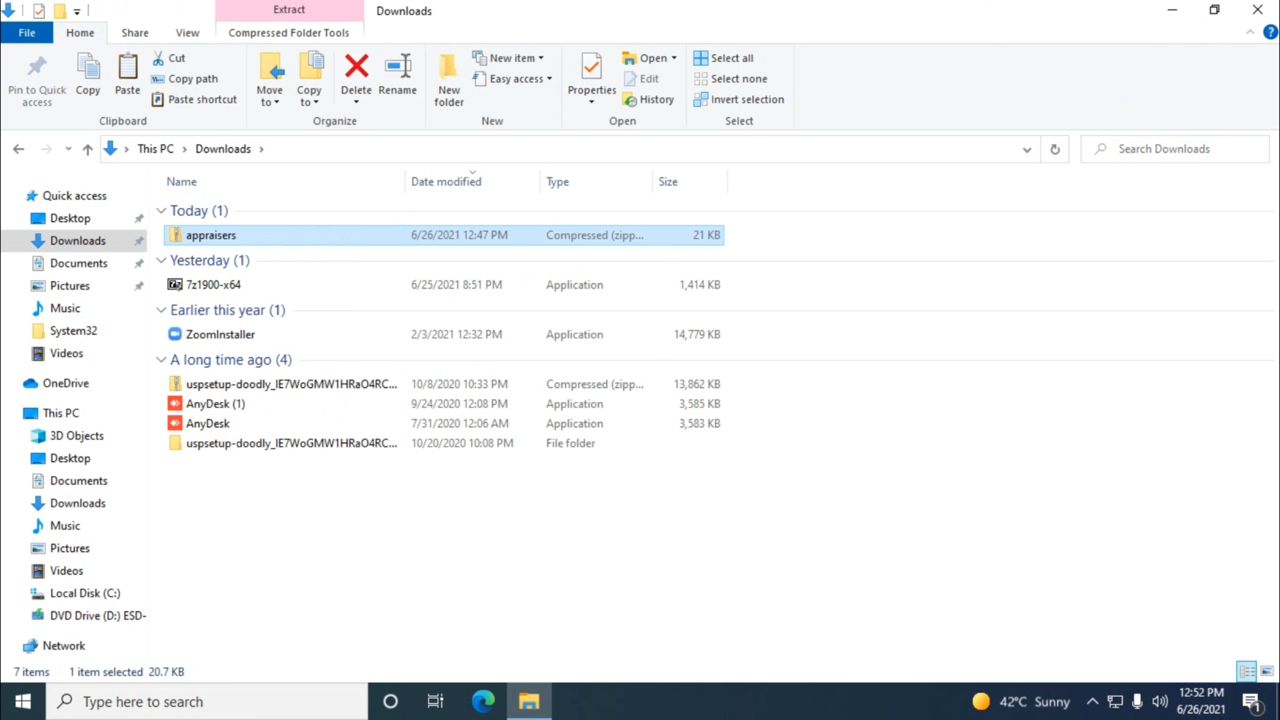 Extract
Downloads
File
Home
Share
View
Compressed Folder Tools
Pin to Quick access
Copy
Paste
Cut
Copy path
Paste shortcut
Clipboard
Move to
Copy to
Delete
Rename
Organize
New folder
New item
Easy access
New
Properties
Open
Edit
History
Open
Select all
Select none
Invert selection
Select
This PC > Downloads >
Search Downloads
Name Date modified Type Size
Today (1)
appraisers 6/26/2021 12:47 PM Compressed (zipp... 21 KB
Yesterday (1)
7z1900-x64 6/25/2021 8:51 PM Application 1,414 KB
Earlier this year (1)
ZoomInstaller 2/3/2021 12:32 PM Application 14,779 KB
A long time ago (4)
uspsetup-doodly_IE7WoGMW1HRaO4RC... 10/8/2020 10:33 PM Compressed (zipp... 13,862 KB
AnyDesk (1) 9/24/2020 12:08 PM Application 3,585 KB
AnyDesk 7/31/2020 12:06 AM Application 3,583 KB
uspsetup-doodly_IE7WoGMW1HRaO4RC... 10/20/2020 10:08 PM File folder
Quick access
Desktop
Downloads
Documents
Pictures
Music
System32
Videos
OneDrive
This PC
3D Objects
Desktop
Documents
Downloads
Music
Pictures
Videos
Local Disk (C:)
DVD Drive (D:) ESD-
Network
7 items 1 item selected 20.7 KB
Type here to search
42°C Sunny
12:52 PM
6/26/2021
1